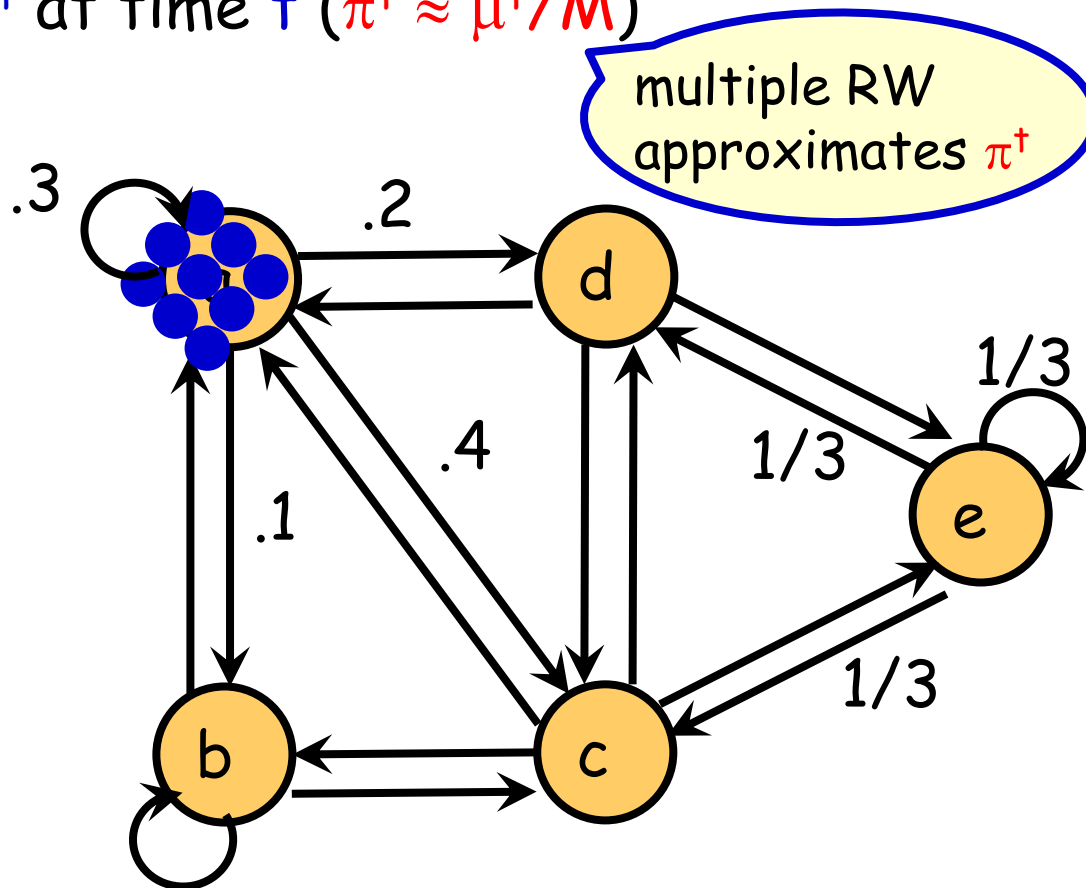 at time t (πᵗ ≈ μᵗ/M)
multiple RW
approximates πᵗ
.3
.2
d
1/3
.4
1/3
e
.1
1/3
b
c